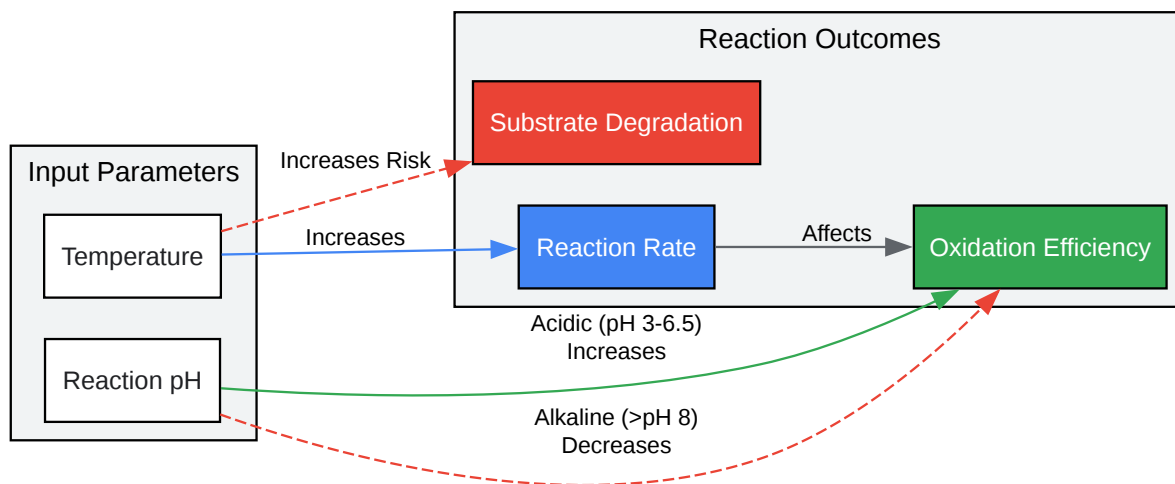 Reaction Outcomes
Substrate Degradation
Increases Risk
Input Parameters
Temperature
Increases
Reaction Rate
Affects
Oxidation Efficiency
Acidic (pH 3-6.5)
Increases
Reaction pH
Alkaline (>pH 8)
Decreases